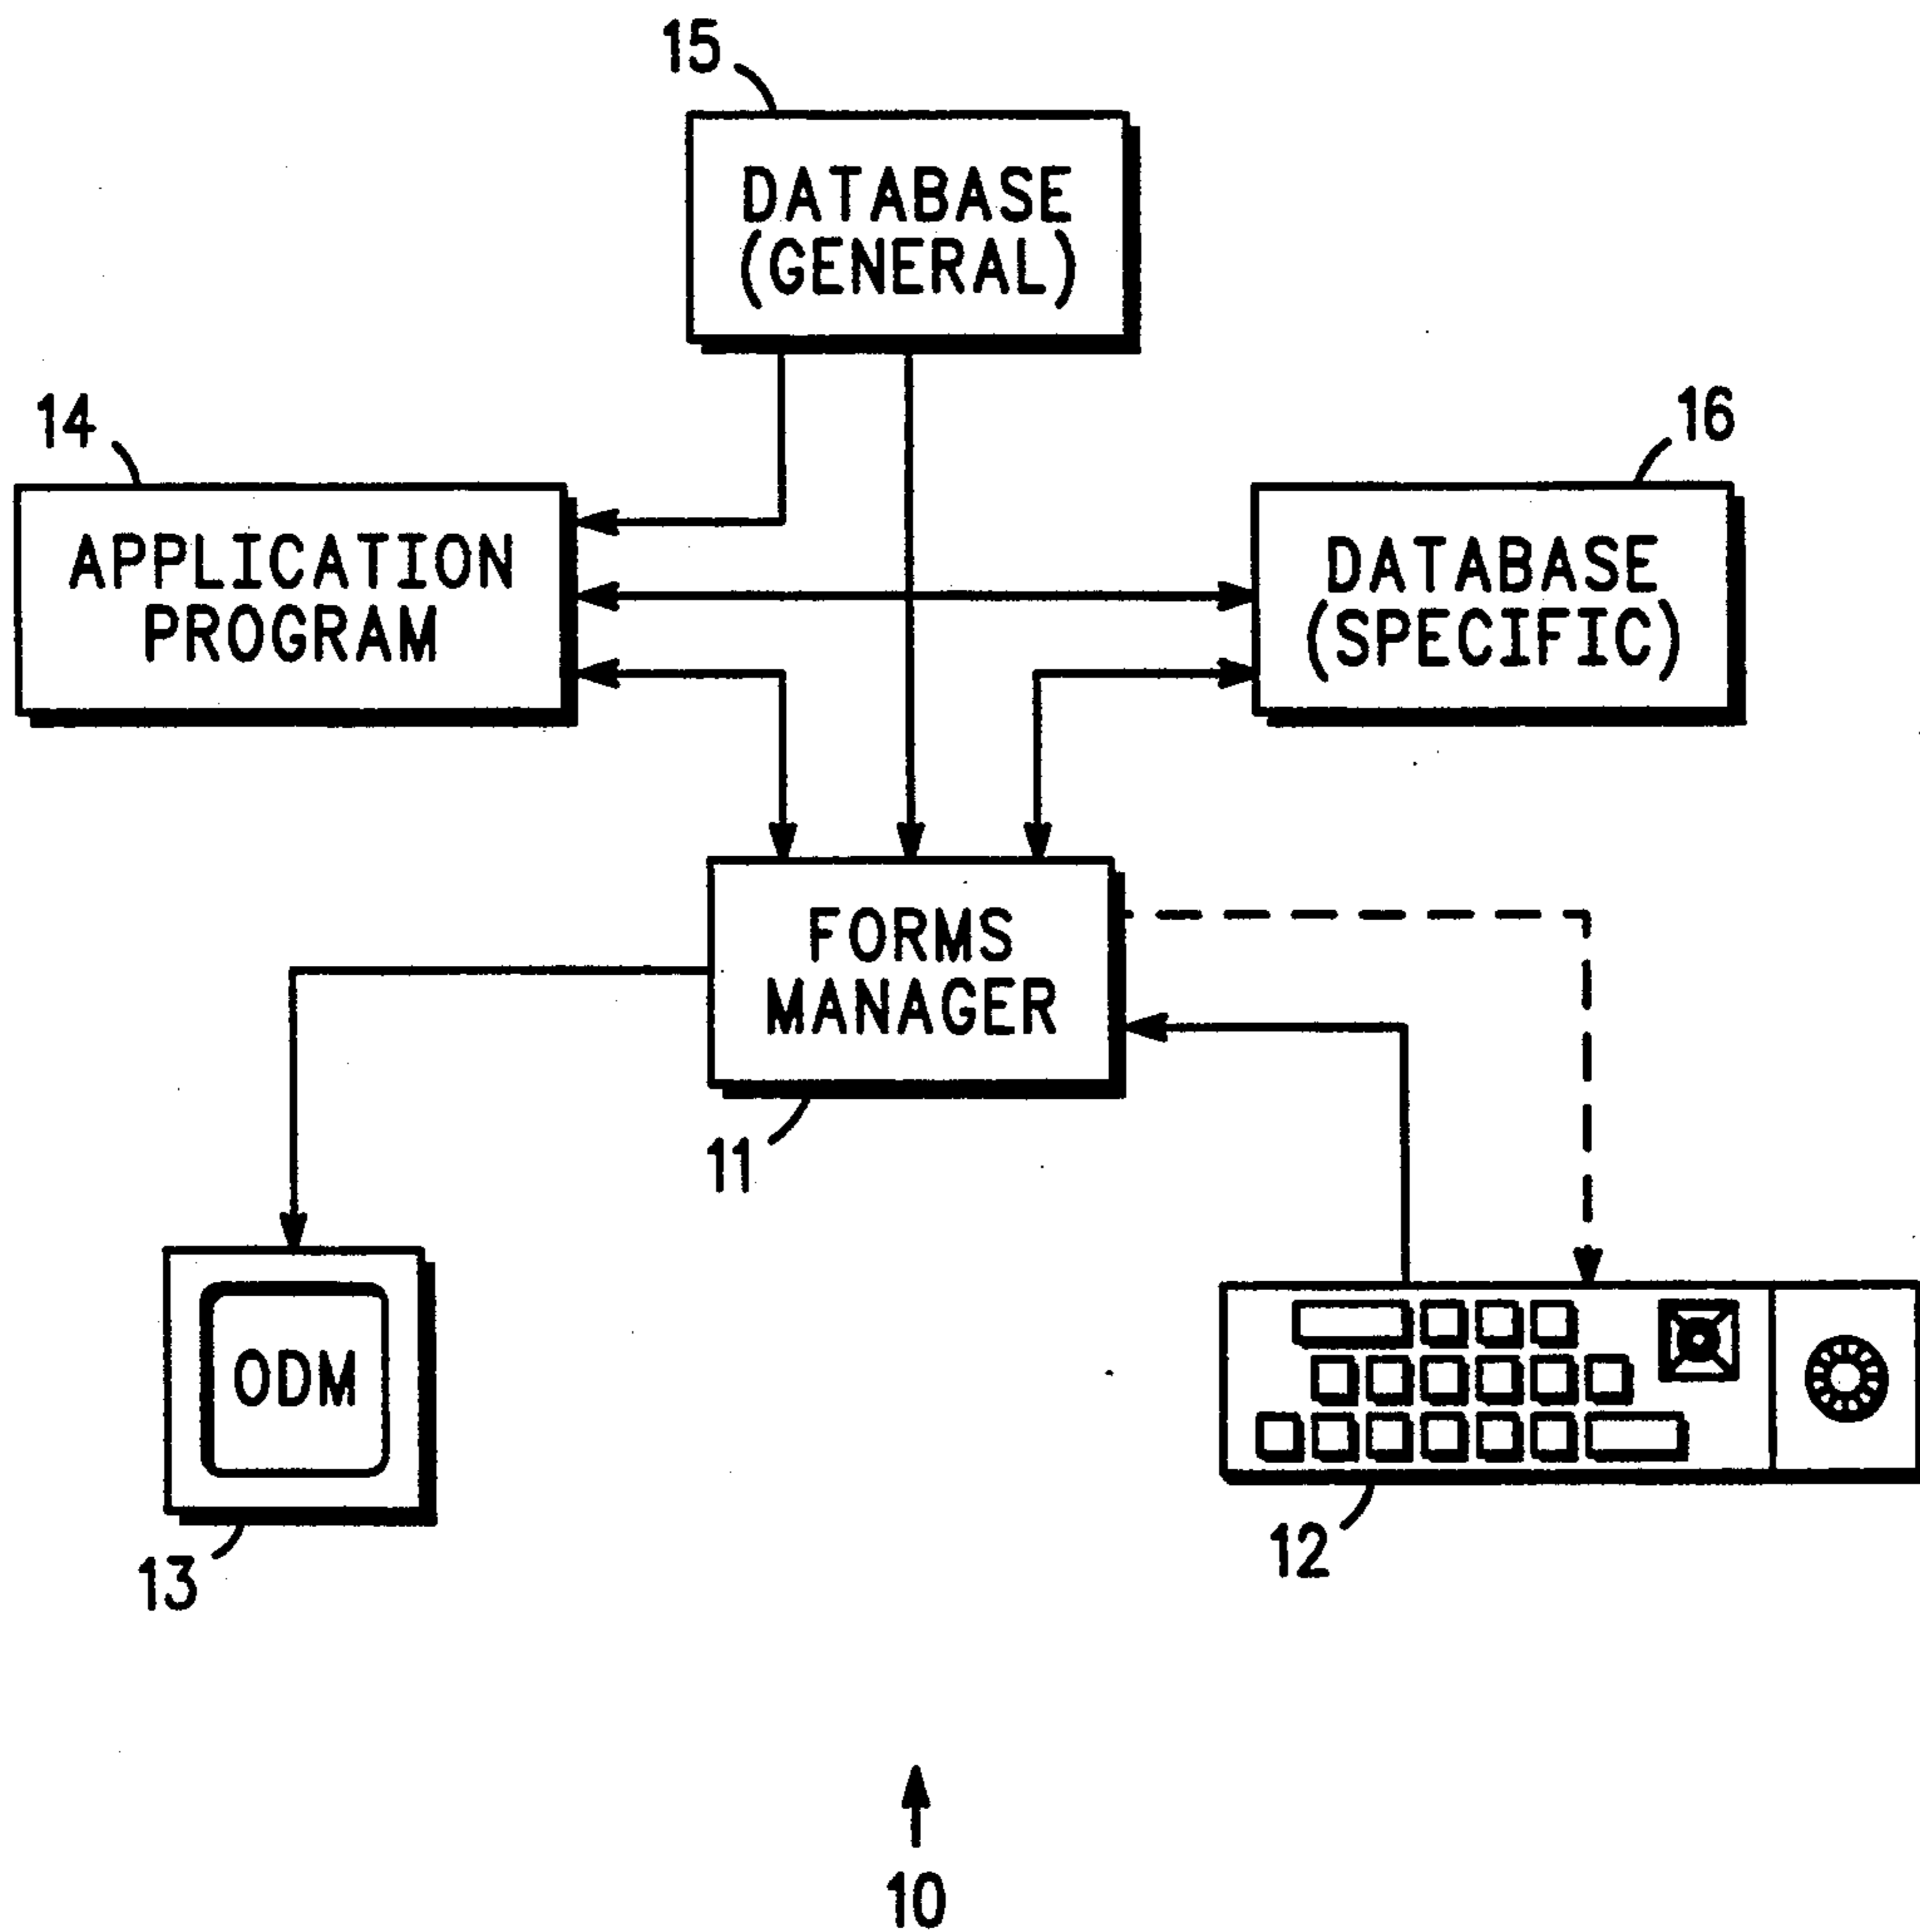 15
DATABASE
(GENERAL)
14
16
APPLICATION
PROGRAM
DATABASE
(SPECIFIC)
FORMS
MANAGER
11
ODM
13
12
10